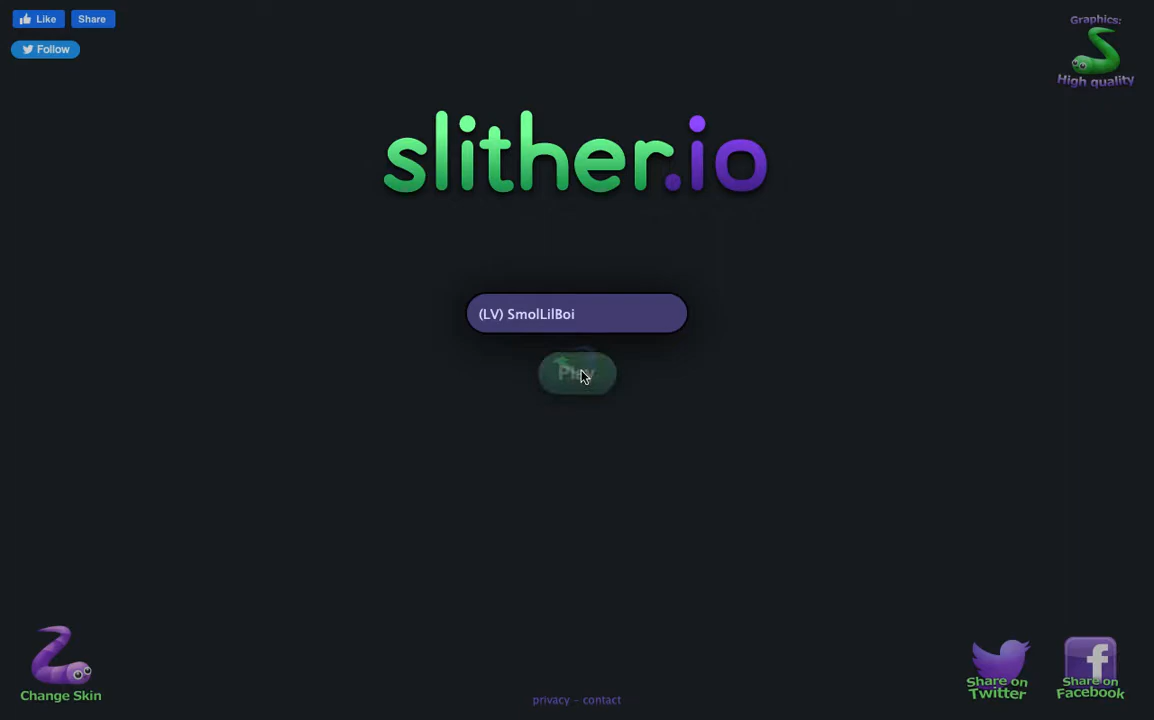 Like Share
Follow
Graphics:
High quality
slither.io
(LV) SmolLilBoi
Play
Change Skin
Share on
Twitter
Share on
Facebook
privacy - contact